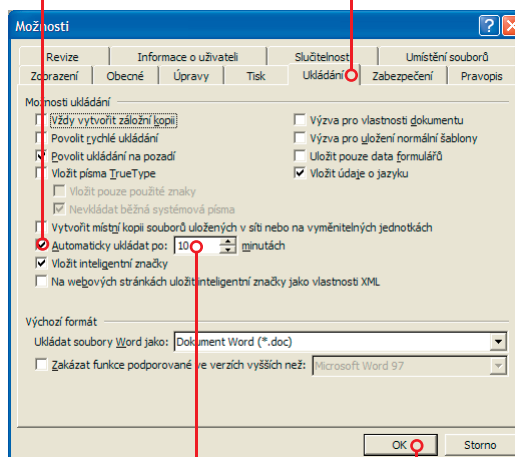 Možnosti
Revize Informace o uživateli Slučitelnost Umístění souborů
Zobrazení Obecné Úpravy Tisk Ukládání Zabezpečení Pravopis
Možnosti ukládání
Vždy vytvořit záložní kopii
Výzva pro vlastnosti dokumentu
Povolit rychlé ukládání
Výzva pro uložení normální šablony
Povolit ukládání na pozadí
Uložit pouze data formulářů
Vložit písma TrueType
Vložit údaje o jazyku
Vložit pouze použité znaky
Nevkládat běžná systémová písma
Vytvořit místní kopii souborů uložených v síti nebo na vyměnitelných jednotkách
Automaticky ukládat po: 10 minutách
Vložit inteligentní značky
Na webových stránkách uložit inteligentní značky jako vlastnosti XML
Výchozí formát
Ukládat soubory Word jako: Dokument Word (*.doc)
Zakázat funkce podporované ve verzích vyšších než: Microsoft Word 97
OK Storno